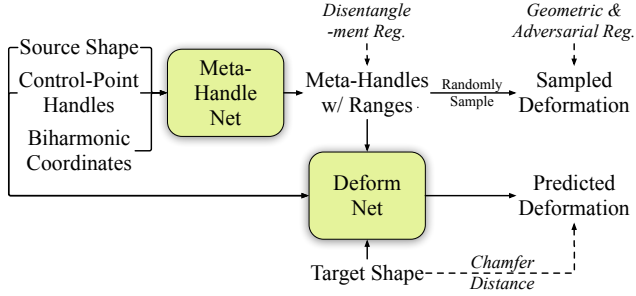 Disentangle
-ment Reg.
Geometric &
Adversarial Reg.
Source Shape
Control-Point
Handles
Biharmonic
Coordinates
Meta-
Handle
Net
Meta-Handles
w/ Ranges
Randomly
Sample
Sampled
Deformation
Deform
Net
Predicted
Deformation
Target Shape
Chamfer
Distance